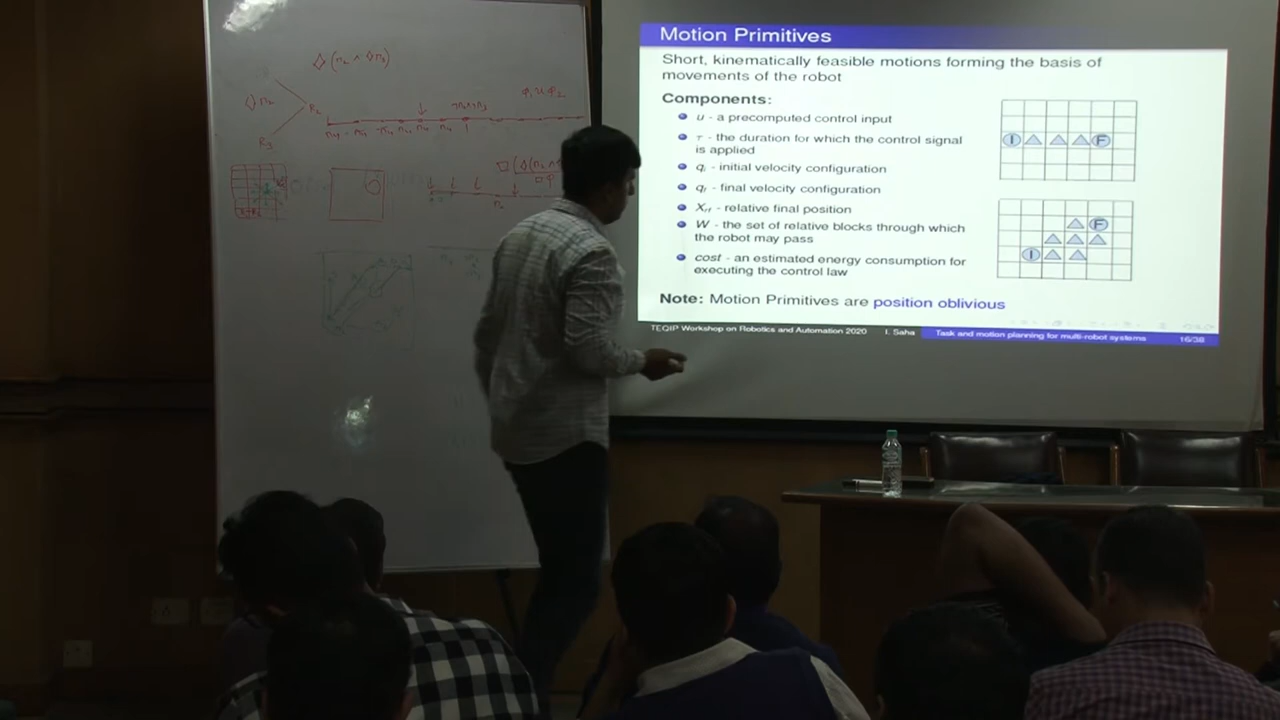 Motion Primitives
Short, kinematically feasible motions forming the basis of
movements of the robot
Components:
u - a precomputed control input
τ - the duration for which the control signal
is applied
qi - initial velocity configuration
qf - final velocity configuration
Xrf - relative final position
W - the set of relative blocks through which
the robot may pass
cost - an estimated energy consumption for
executing the control law
Note: Motion Primitives are position oblivious
I F
F
I
TEQIP Workshop on Robotics and Automation 2020 I. Saha Task and motion planning for multi-robot systems 16/38
R3